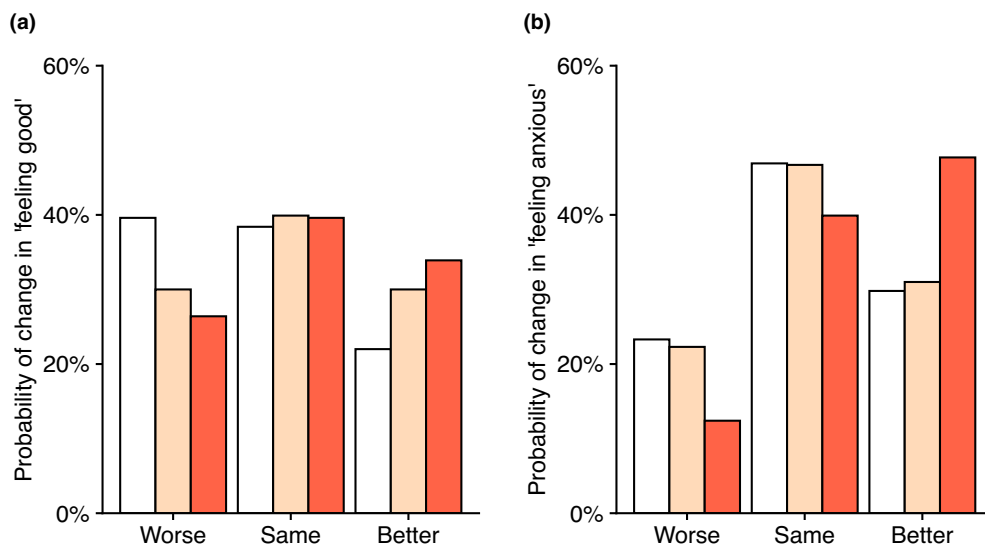 (a)
Probability of change in 'feeling good'
60%
40%
20%
0%
Worse Same Better
(b)
Probability of change in 'feeling anxious'
60%
40%
20%
0%
Worse Same Better